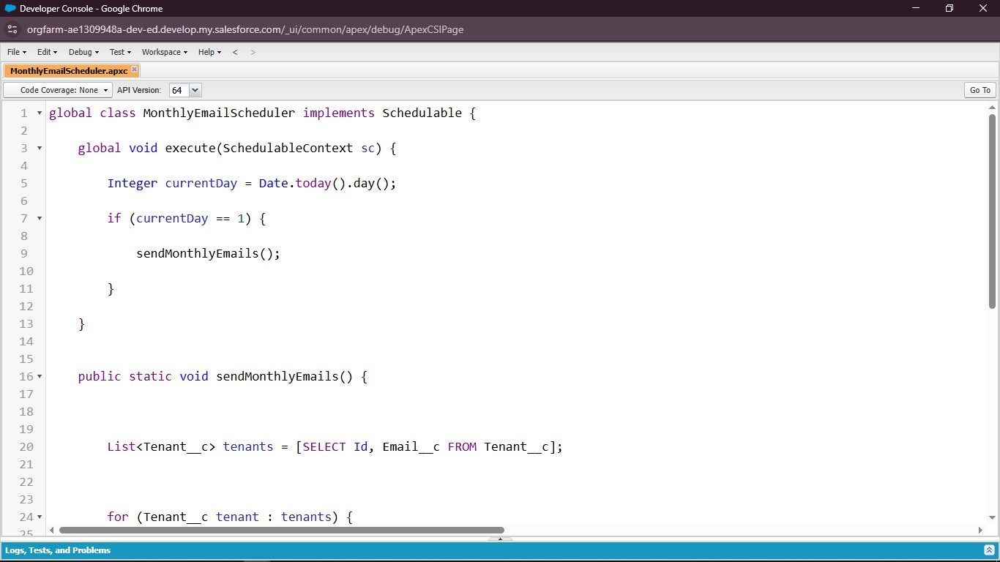 Developer Console - Google Chrome
orgfarm-ae1309948a-dev-ed.develop.my.salesforce.com/_ui/common/apex/debug/ApexCSIPage
File Edit Debug Test Workspace Help < >
MonthlyEmailScheduler.apxc
Code Coverage: None API Version: 64 Go To
1 global class MonthlyEmailScheduler implements Schedulable {
2
3 global void execute(SchedulableContext sc) {
4
5 Integer currentDay = Date.today().day();
6
7 if (currentDay == 1) {
8
9 sendMonthlyEmails();
10
11 }
12
13 }
14
15
16 public static void sendMonthlyEmails() {
17
18
19
20 List<Tenant__c> tenants = [SELECT Id, Email__c FROM Tenant__c];
21
22
23
24 for (Tenant__c tenant : tenants) {
25
Logs, Tests, and Problems